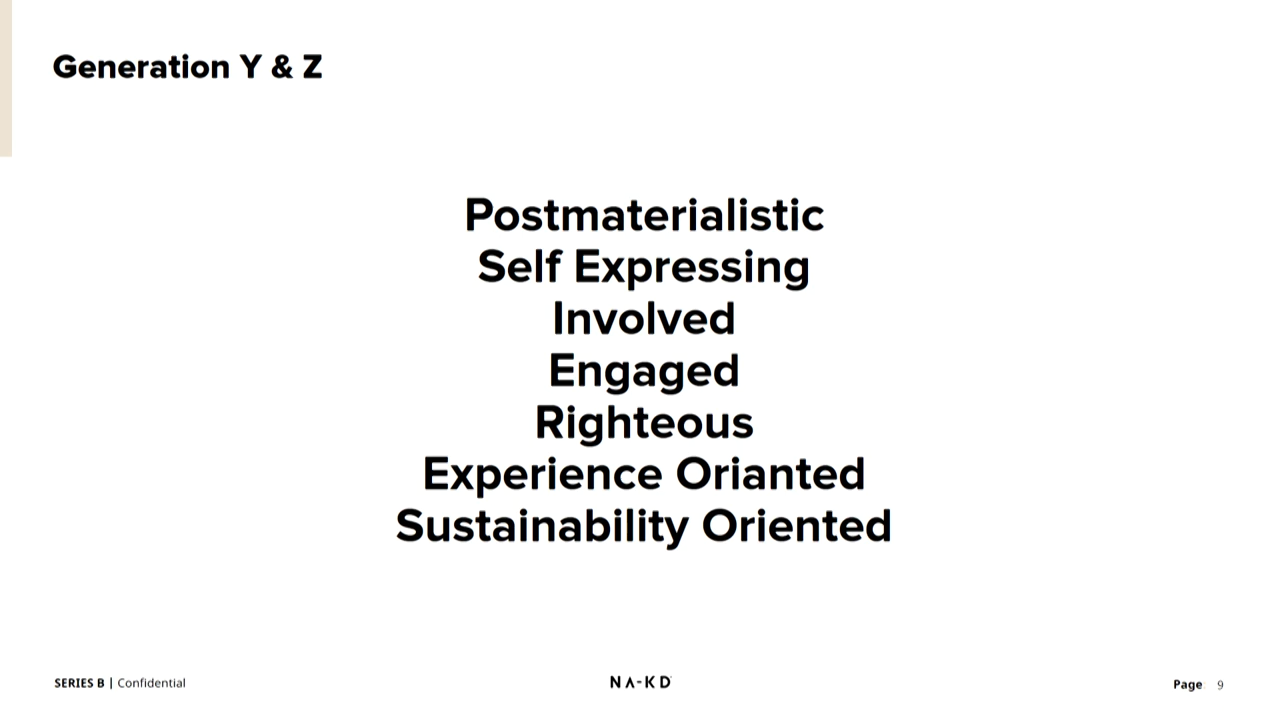 Generation Y & Z
Postmaterialistic
Self Expressing
Involved
Engaged
Righteous
Experience Orianted
Sustainability Oriented
SERIES B | Confidential
NA-KD
Page 9